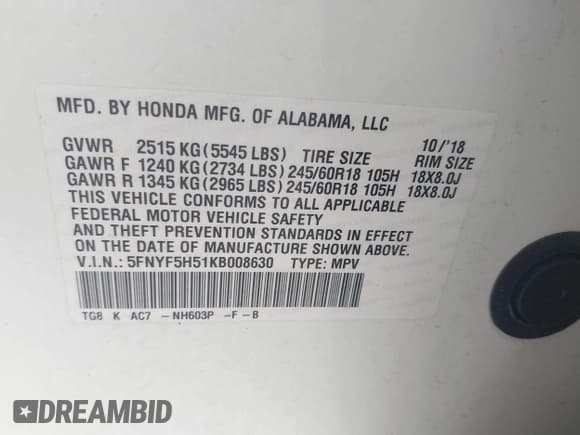 MFD. BY HONDA MFG. OF ALABAMA, LLC
10/'18
GVWR 2515 KG (5545 LBS) TIRE SIZE RIM SIZE
GAWR F 1240 KG (2734 LBS) 245/60R18 105H 18X8.0J
GAWR R 1345 KG (2965 LBS) 245/60R18 105H 18X8.0J
THIS VEHICLE CONFORMS TO ALL APPLICABLE
FEDERAL MOTOR VEHICLE SAFETY
AND THEFT PREVENTION STANDARDS IN EFFECT
ON THE DATE OF MANUFACTURE SHOWN ABOVE.
V.I.N.: 5FNYF5H51KB008630 TYPE: MPV
TG8 K AC7 -NH603P -F-B
DREAMBID